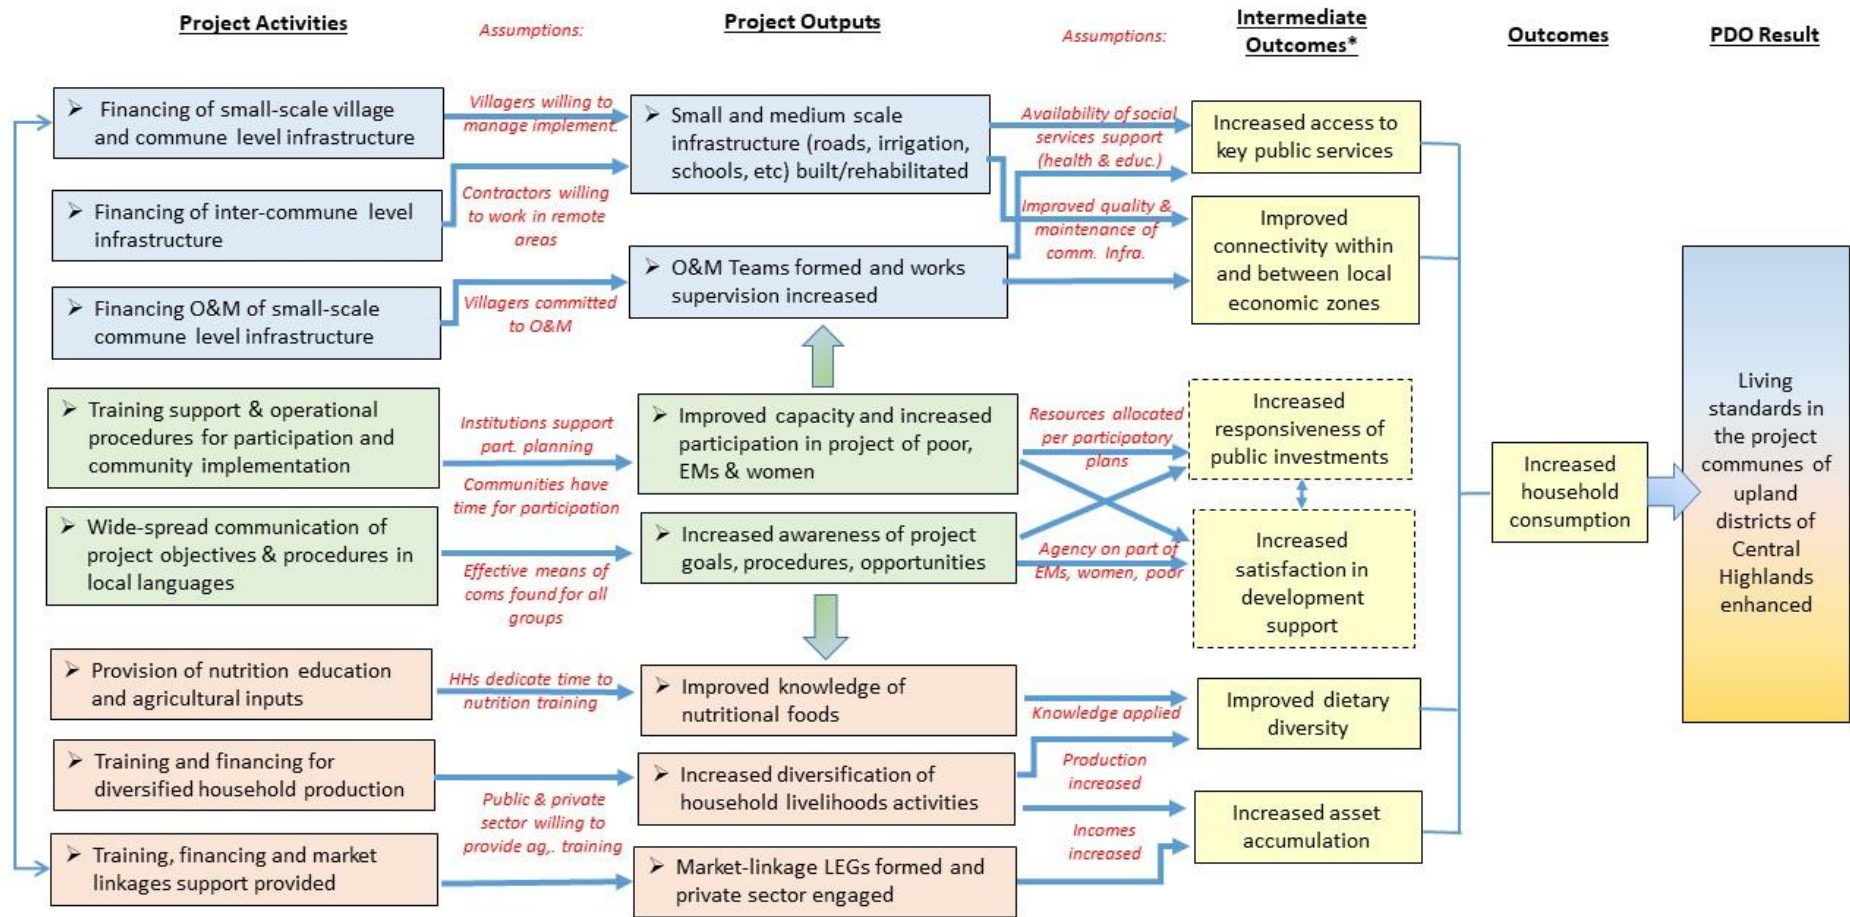 Project Activities
Assumptions:
Project Outputs
Assumptions:
Intermediate
Outcomes*
Outcomes
PDO Result
➢ Financing of small-scale village
and commune level infrastructure
➢ Financing of inter-commune level
infrastructure
➢ Financing O&M of small-scale
commune level infrastructure
➢ Training support & operational
procedures for participation and
community implementation
➢ Wide-spread communication of
project objectives & procedures in
local languages
➢ Provision of nutrition education
and agricultural inputs
➢ Training and financing for
diversified household production
➢ Training, financing and market
linkages support provided
Villagers willing to
manage implement.
Contractors willing
to work in remote
areas
Villagers committed
to O&M
Institutions support
part. planning
Communities have
time for participation
Effective means of
coms found for all
groups
HHs dedicate time to
nutrition training
Public & private
sector willing to
provide ag,. training
➢ Small and medium scale
infrastructure (roads, irrigation,
schools, etc) built/rehabilitated
➢ O&M Teams formed and works
supervision increased
➢ Improved capacity and increased
participation in project of poor,
EMs & women
➢ Increased awareness of project
goals, procedures, opportunities
➢ Improved knowledge of
nutritional foods
➢ Increased diversification of
household livelihoods activities
➢ Market-linkage LEGs formed and
private sector engaged
Availability of social
services support
(health & educ.)
Improved quality &
maintenance of
comm. Infra.
Resources allocated
per participatory
plans
Agency on part of
EMs, women, poor
Knowledge applied
Production
increased
Incomes
increased
Increased access to
key public services
Improved
connectivity within
and between local
economic zones
Increased
responsiveness of
public investments
Increased
satisfaction in
development
support
Improved dietary
diversity
Increased asset
accumulation
Increased
household
consumption
Living
standards in
the project
communes of
upland
districts of
Central
Highlands
enhanced